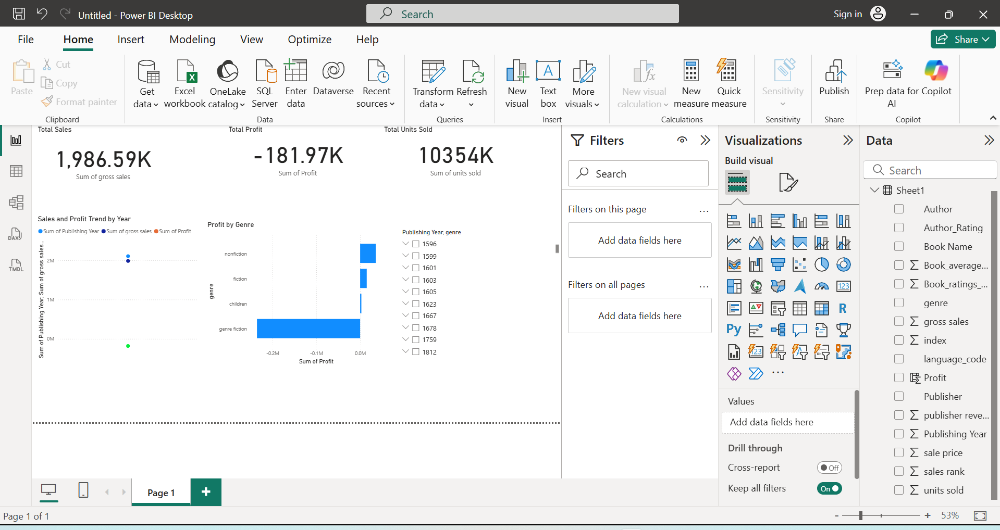 Untitled - Power BI Desktop
Search
Sign in
File Home Insert Modeling View Optimize Help
Share
Paste
Cut
Copy
Format painter
Clipboard
Get data
Excel workbook
OneLake catalog
SQL Server
Enter data
Dataverse
Recent sources
Data
Transform data
Refresh
Queries
New visual
Text box
More visuals
Insert
New visual calculation
New measure
Quick measure
Calculations
Sensitivity
Sensitivity
Publish
Share
Prep data for AI
Copilot
Copilot
DAX
TMDL
Total Sales
1,986.59K
Sum of gross sales
Total Profit
-181.97K
Sum of Profit
Total Units Sold
10354K
Sum of units sold
Sales and Profit Trend by Year
Sum of Publishing Year Sum of gross sales Sum of Profit
Sum of Publishing Year, Sum of gross sales...
2M
1M
0M
Profit by Genre
genre
nonfiction
fiction
children
genre fiction
-0.2M -0.1M 0.0M
Sum of Profit
Publishing Year, genre
1596
1599
1601
1603
1605
1623
1667
1678
1759
1812
Filters
Search
Filters on this page ...
Add data fields here
Filters on all pages ...
Add data fields here
Visualizations
Build visual
123
R
Py
123
...
Values
Add data fields here
Drill through
Cross-report Off
Keep all filters On
Data
Search
Sheet1
Author
Author_Rating
Book Name
Book_average...
Book_ratings_...
genre
gross sales
index
language_code
Profit
Publisher
publisher reve...
Publishing Year
sale price
sales rank
units sold
Page 1
+
Page 1 of 1
- + 53%